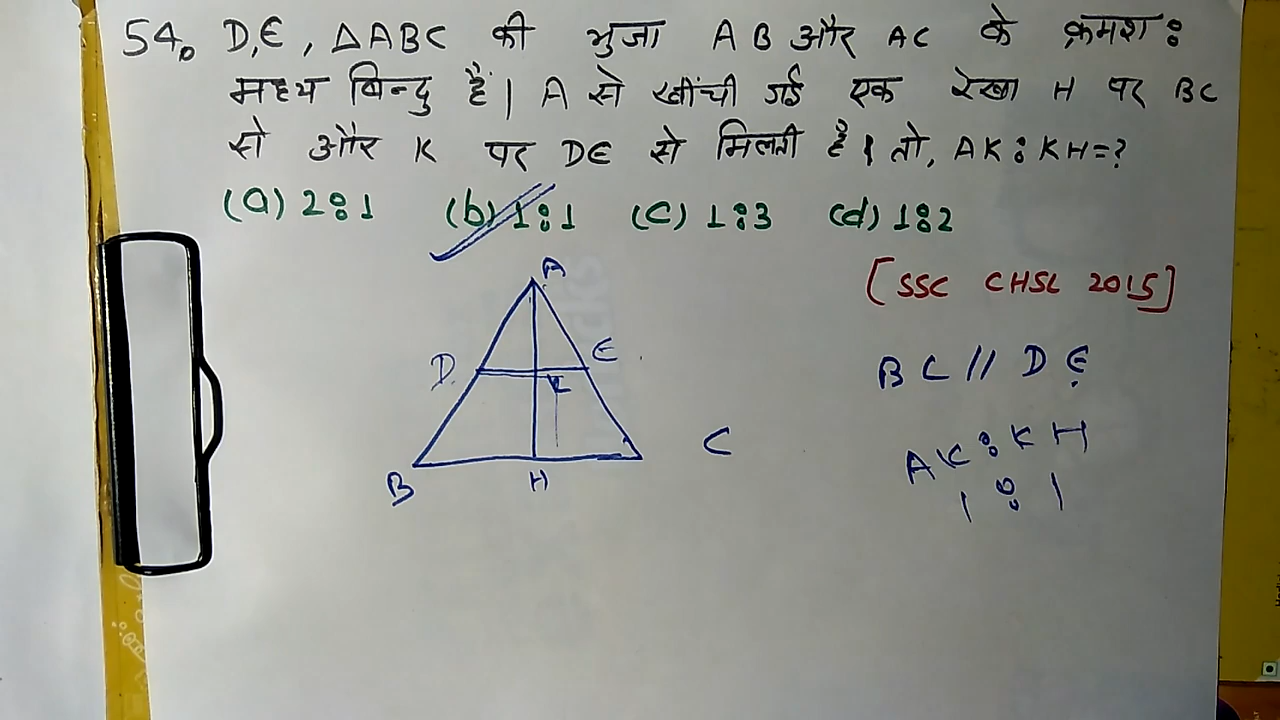 54. D,E, △ABC की भुजा AB और AC के क्रमश:
मध्य बिन्दु हैं। A से खींची गई एक रेखा H पर BC
से और K पर DE से मिलती है। तो, AK:KH=?
(a) 2:1 (b) 1:1 (c) 1:3 (d) 1:2
[SSC CHSL 2015]
A
D E
K
B H C
BC // DE
AK:KH
1:1